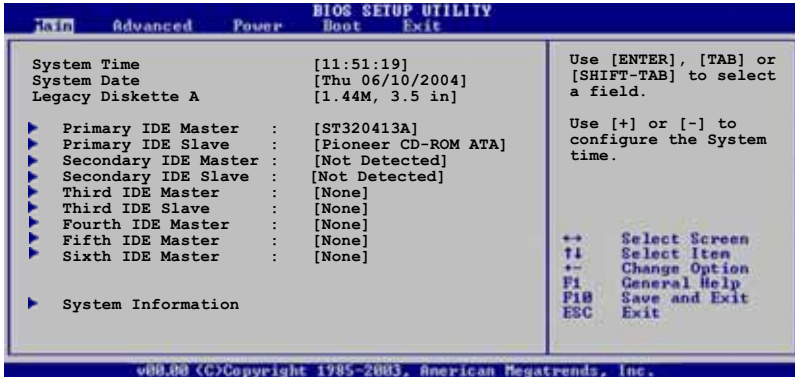 BIOS SETUP UTILITY
Main Advanced Power Boot Exit
System Time [11:51:19]
System Date [Thu 06/10/2004]
Legacy Diskette A [1.44M, 3.5 in]
Primary IDE Master : [ST320413A]
Primary IDE Slave : [Pioneer CD-ROM ATA]
Secondary IDE Master : [Not Detected]
Secondary IDE Slave : [Not Detected]
Third IDE Master : [None]
Third IDE Slave : [None]
Fourth IDE Master : [None]
Fifth IDE Master : [None]
Sixth IDE Master : [None]
System Information
Use [ENTER], [TAB] or
[SHIFT-TAB] to select
a field.
Use [+] or [-] to
configure the System
time.
↔ Select Screen
↑↓ Select Item
+- Change Option
F1 General Help
F10 Save and Exit
ESC Exit
v00.00 (C)Copyright 1985-2003, American Megatrends, Inc.